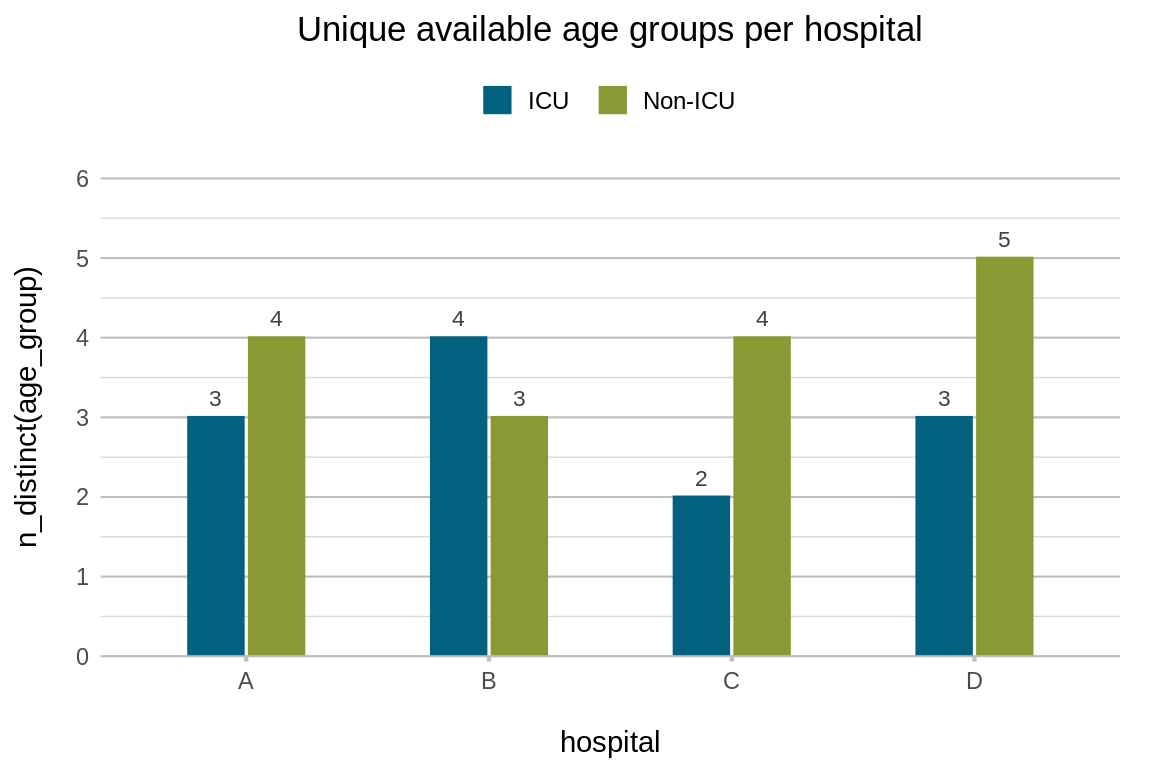 Unique available age groups per hospital
ICU Non-ICU
6
5
4
3
2
1
0
n_distinct(age_group)
3 4 4 3 2 4 3 5
A B C D
hospital